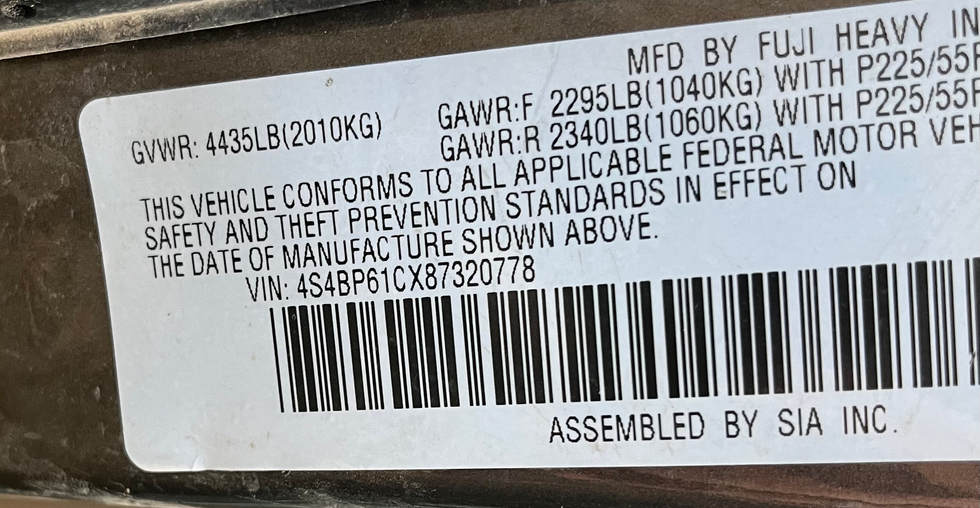 MFD BY FUJI HEAVY IN
GVWR: 4435LB(2010KG)
GAWR:F 2295LB(1040KG) WITH P225/55
GAWR:R 2340LB(1060KG) WITH P225/55
THIS VEHICLE CONFORMS TO ALL APPLICABLE FEDERAL MOTOR VEH
SAFETY AND THEFT PREVENTION STANDARDS IN EFFECT ON
THE DATE OF MANUFACTURE SHOWN ABOVE.
VIN: 4S4BP61CX87320778
ASSEMBLED BY SIA INC.